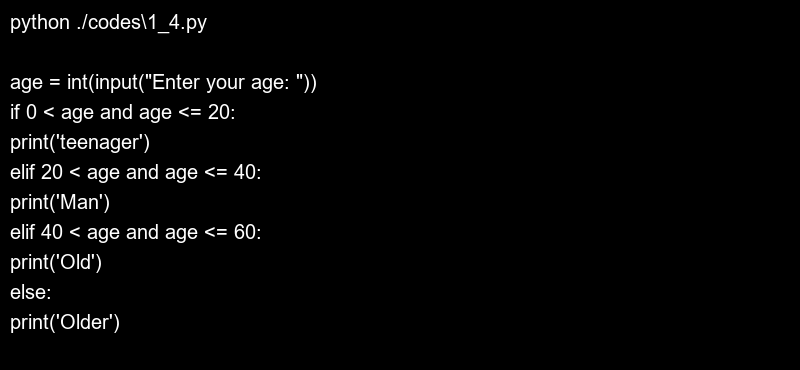 python ./codes\1_4.py
age = int(input("Enter your age: "))
if 0 < age and age <= 20:
print('teenager')
elif 20 < age and age <= 40:
print('Man')
elif 40 < age and age <= 60:
print('Old')
else:
print('Older')